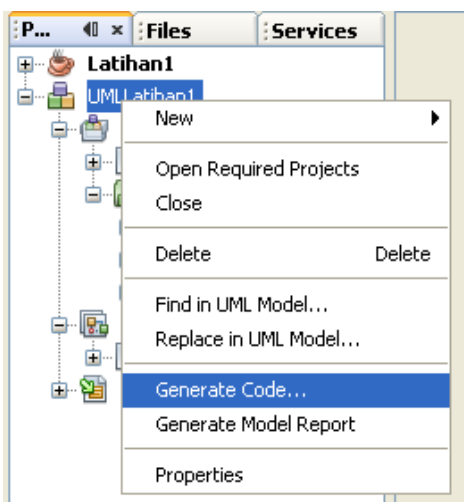 P... Files Services
Latihan1
UMLLatihan1
New
Open Required Projects
Close
Delete Delete
Find in UML Model...
Replace in UML Model...
Generate Code...
Generate Model Report
Properties